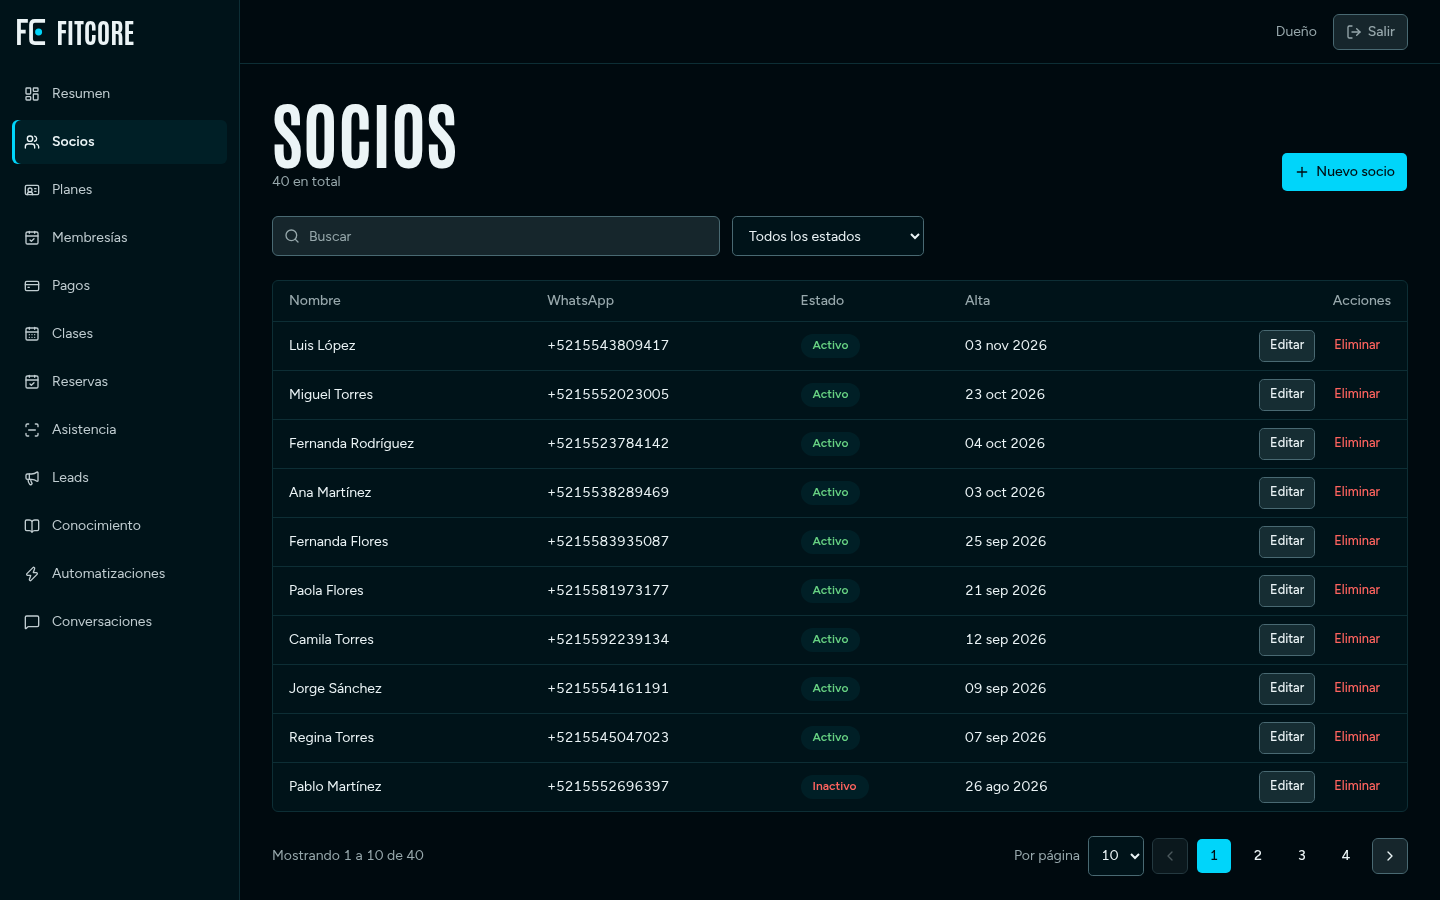 FC FITCORE
Dueño
Salir
Resumen
Socios
Planes
Membresías
Pagos
Clases
Reservas
Asistencia
Leads
Conocimiento
Automatizaciones
Conversaciones
SOCIOS
40 en total
Nuevo socio
Buscar
Todos los estados
Nombre WhatsApp Estado Alta Acciones
Luis López +5215543809417 Activo 03 nov 2026 Editar Eliminar
Miguel Torres +5215552023005 Activo 23 oct 2026 Editar Eliminar
Fernanda Rodríguez +5215523784142 Activo 04 oct 2026 Editar Eliminar
Ana Martínez +5215538289469 Activo 03 oct 2026 Editar Eliminar
Fernanda Flores +5215583935087 Activo 25 sep 2026 Editar Eliminar
Paola Flores +5215581973177 Activo 21 sep 2026 Editar Eliminar
Camila Torres +5215592239134 Activo 12 sep 2026 Editar Eliminar
Jorge Sánchez +5215554161191 Activo 09 sep 2026 Editar Eliminar
Regina Torres +5215545047023 Activo 07 sep 2026 Editar Eliminar
Pablo Martínez +5215552696397 Inactivo 26 ago 2026 Editar Eliminar
Mostrando 1 a 10 de 40
Por página 10 1 2 3 4